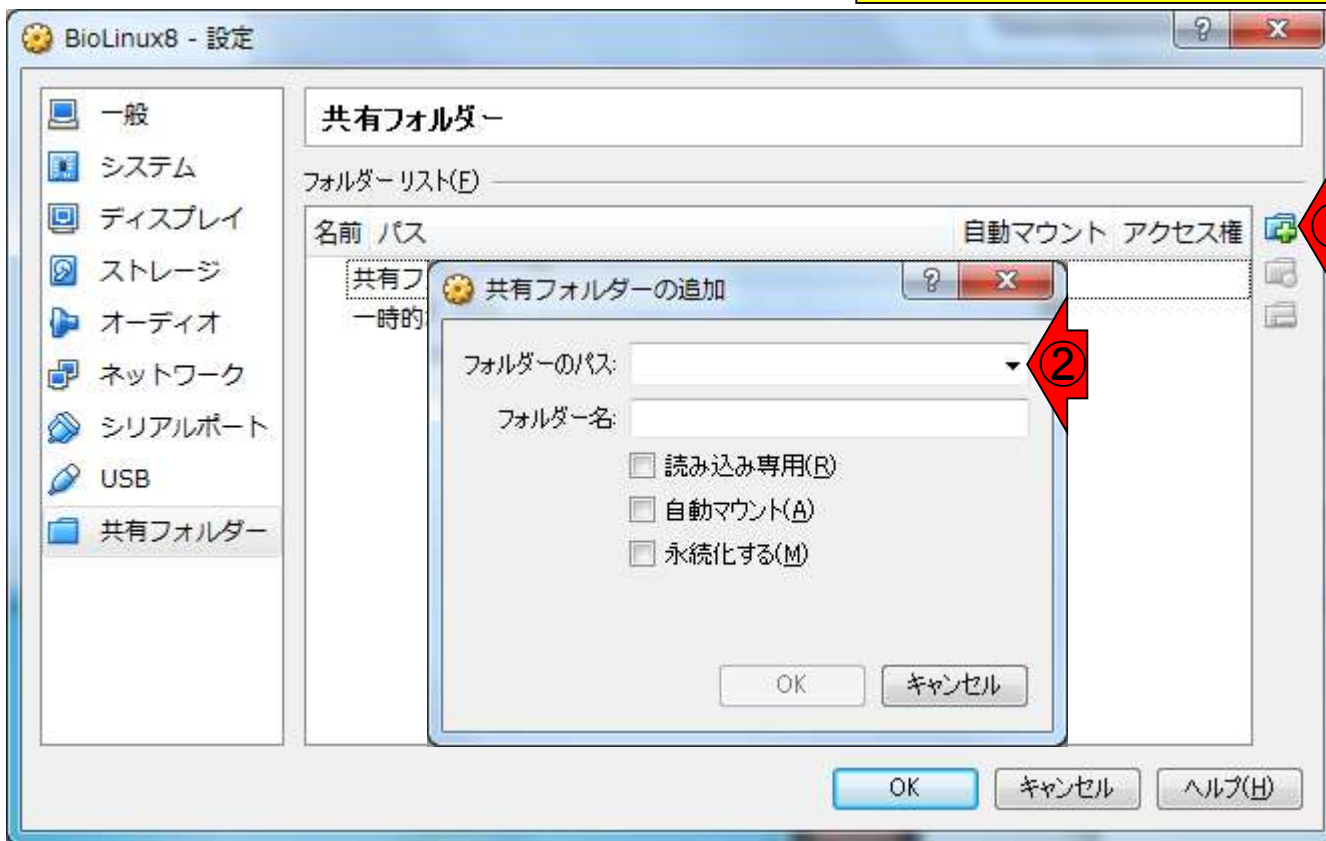 BioLinux8 - 設定
一般
システム
ディスプレイ
ストレージ
オーディオ
ネットワーク
シリアルポート
USB
共有フォルダー
共有フォルダー
フォルダー リスト(F)
名前 パス 自動マウント アクセス権
共有フ
一時的
①
共有フォルダーの追加
フォルダーのパス:
②
フォルダー名:
読み込み専用(R)
自動マウント(A)
永続化する(M)
OK キャンセル
OK キャンセル ヘルプ(H)